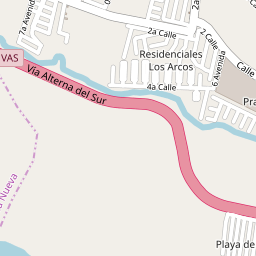 7a Avenida
2a Calle
2 Calle
Residenciales
Los Arcos
6 Avenida
4a Calle
VAS
Vía Alterna del Sur
Nueva
Playa de